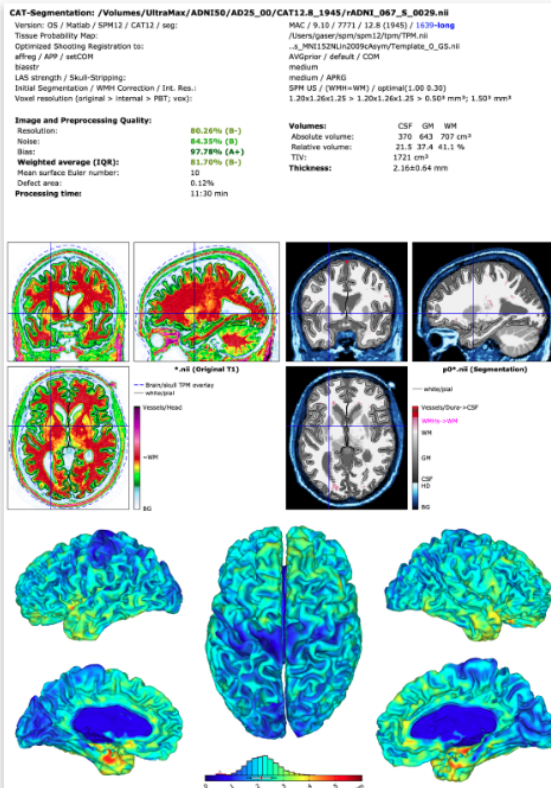 CAT-Segmentation: /Volumes/UltraMax/ADNI50/AD25_00/CAT12.8_1945/rADNI_067_S_0029.nii
Version: OS / Matlab / SPM12 / CAT12 / seg: MAC / 9.10 / 7771 / 12.8 (1945) / 1639-long
Tissue Probability Map: /Users/gaser/spm/spm12/tpm/TPM.nii
Optimized Shooting Registration to: ..s_MNI152NLin2009cAsym/Template_0_GS.nii
affreg / APP / setCOM AVGprior / default / COM
biasstr medium
LAS strength / Skull-Stripping: medium / APRG
Initial Segmentation / WMH Correction / Int. Res.: SPM US / (WMH=WM) / optimal(1.00 0.30)
Voxel resolution (original > internal > PBT; vox): 1.20x1.26x1.25 > 1.20x1.26x1.25 > 0.50³ mm³; 1.50³ mm³
Image and Preprocessing Quality:
Resolution: 80.26% (B-)
Noise: 84.35% (B)
Bias: 97.78% (A+)
Weighted average (IQR): 81.70% (B-)
Mean surface Euler number: 10
Defect area: 0.12%
Processing time: 11:30 min
Volumes: CSF GM WM
Absolute volume: 370 643 707 cm³
Relative volume: 21.5 37.4 41.1 %
TIV: 1721 cm³
Thickness: 2.16±0.64 mm
*.nii (Original T1)
Brain/skull TPM overlay
white/pial
Vessels/Head
~WM
BG
p0*.nii (Segmentation)
white/pial
Vessels/Dura->CSF
WMHs->WM
WM
GM
CSF
HD
BG
0 1 2 3 4 5